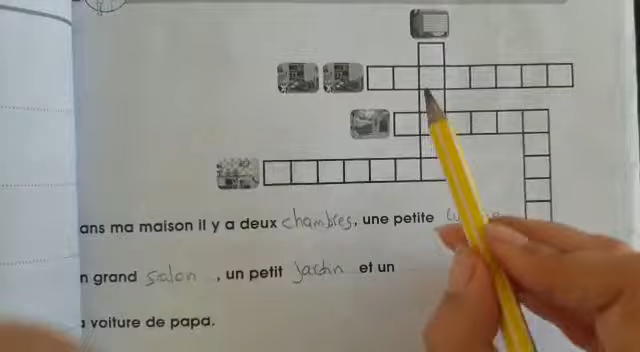 ans ma maison il y a deux chambres, une petite
n grand salon , un petit jardin et un
voiture de papa.